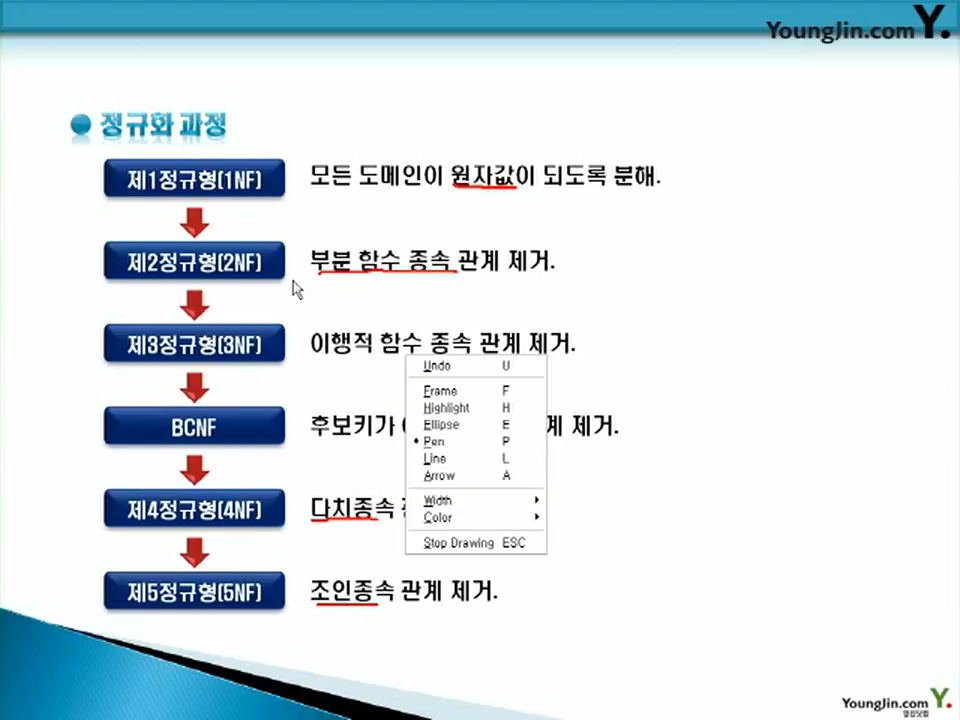 YoungJin.com Y.
정규화 과정
제1정규형(1NF) 모든 도메인이 원자값이 되도록 분해.
제2정규형(2NF) 부분 함수 종속 관계 제거.
제3정규형(3NF) 이행적 함수 종속 관계 제거.
BCNF 후보키가 계 제거.
제4정규형(4NF) 다치종속
제5정규형(5NF) 조인종속 관계 제거.
Undo U
Frame F
Highlight H
Ellipse E
Pen P
Line L
Arrow A
Width
Color
Stop Drawing ESC
YoungJin.com Y.
영진닷컴